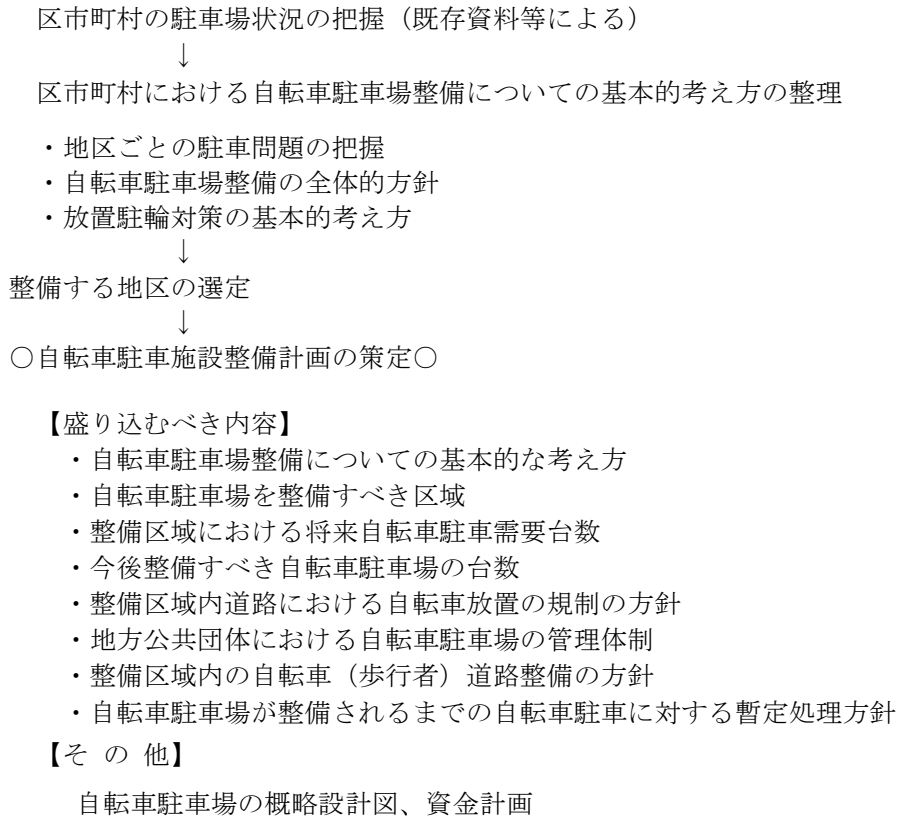 区市町村の駐車場状況の把握（既存資料等による）
↓
区市町村における自転車駐車場整備についての基本的考え方の整理
・地区ごとの駐車問題の把握
・自転車駐車場整備の全体的方針
・放置駐輪対策の基本的考え方
↓
整備する地区の選定
↓
○自転車駐車施設整備計画の策定○
【盛り込むべき内容】
・自転車駐車場整備についての基本的な考え方
・自転車駐車場を整備すべき区域
・整備区域における将来自転車駐車需要台数
・今後整備すべき自転車駐車場の台数
・整備区域内道路における自転車放置の規制の方針
・地方公共団体における自転車駐車場の管理体制
・整備区域内の自転車（歩行者）道路整備の方針
・自転車駐車場が整備されるまでの自転車駐車に対する暫定処理方針
【そ の 他】
自転車駐車場の概略設計図、資金計画